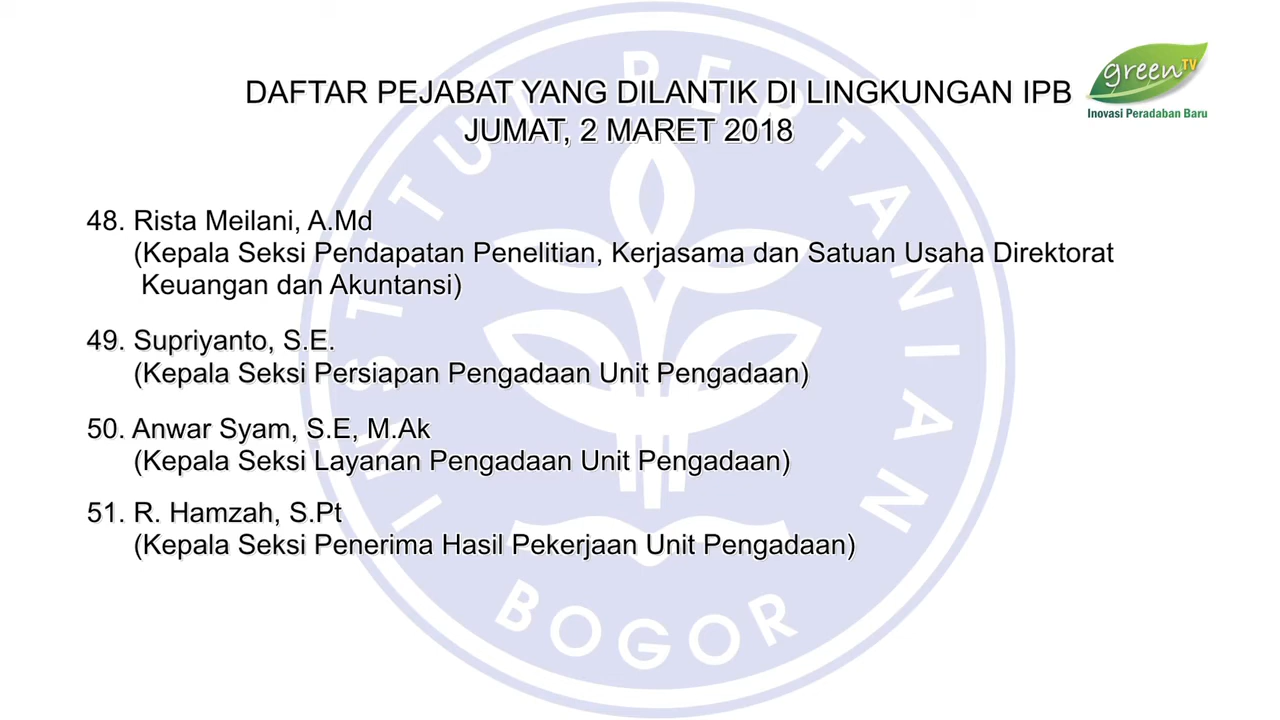 DAFTAR PEJABAT YANG DILANTIK DI LINGKUNGAN IPB
JUMAT, 2 MARET 2018
green TV
Inovasi Peradaban Baru
48. Rista Meilani, A.Md
(Kepala Seksi Pendapatan Penelitian, Kerjasama dan Satuan Usaha Direktorat
Keuangan dan Akuntansi)
49. Supriyanto, S.E.
(Kepala Seksi Persiapan Pengadaan Unit Pengadaan)
50. Anwar Syam, S.E, M.Ak
(Kepala Seksi Layanan Pengadaan Unit Pengadaan)
51. R. Hamzah, S.Pt
(Kepala Seksi Penerima Hasil Pekerjaan Unit Pengadaan)
INSTITUT PERTANIAN
BOGOR